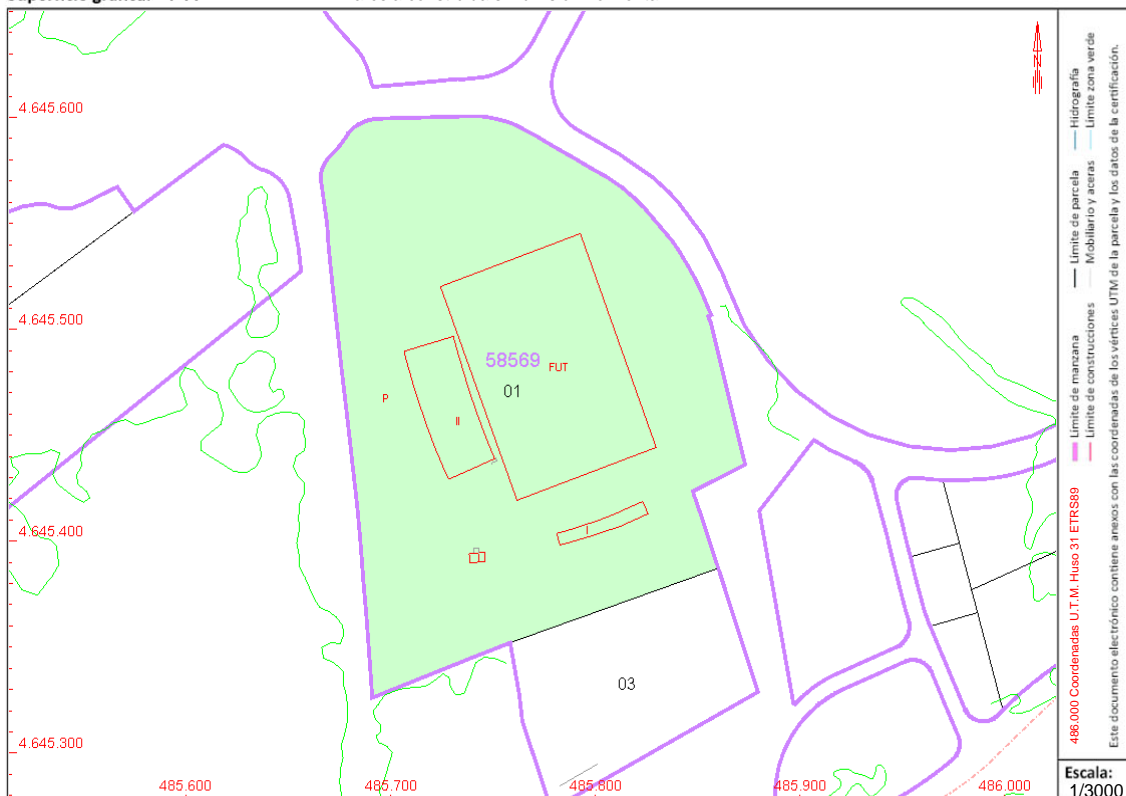 4.645.600
4.645.500
4.645.400
4.645.300
485.600
485.700
485.800
485.900
486.000
58569
FUT
01
P
II
I
03
N
Hidrografía
Límite zona verde
Límite de parcela
Mobiliario y aceras
Límite de manzana
Límite de construcciones
486.000 Coordenadas U.T.M. Huso 31 ETRS89
Este documento electrónico contiene anexos con las coordenadas de los vértices UTM de la parcela y los datos de la certificación.
Escala:
1/3000